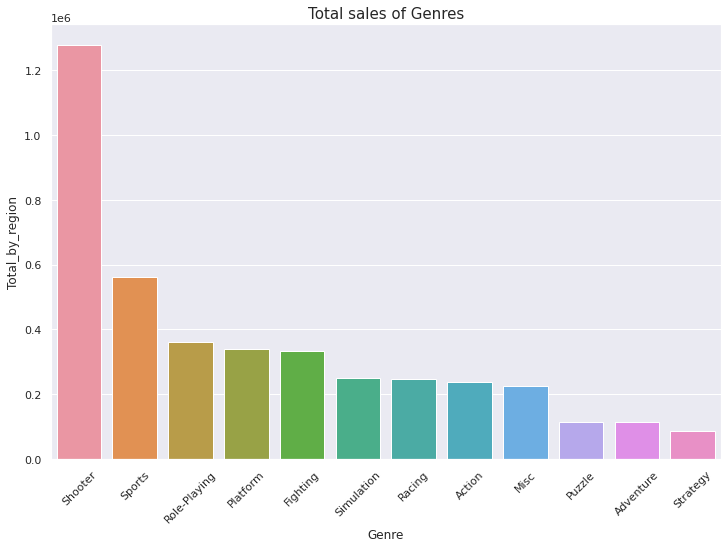 Total sales of Genres
1e6
1.2
1.0
0.8
0.6
0.4
0.2
0.0
Total_by_region
Shooter
Sports
Role-Playing
Platform
Fighting
Simulation
Racing
Action
Misc
Puzzle
Adventure
Strategy
Genre